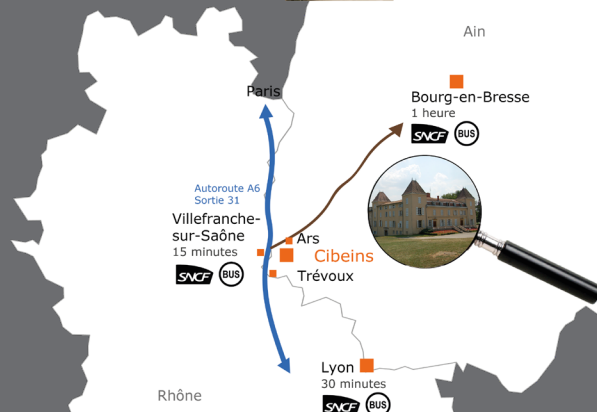 Ain
Paris
Bourg-en-Bresse
1 heure
SNCF BUS
Autoroute A6
Sortie 31
Villefranche-
sur-Saône
15 minutes
SNCF BUS
Ars
Cibeins
Trévoux
Lyon
30 minutes
SNCF BUS
Rhône